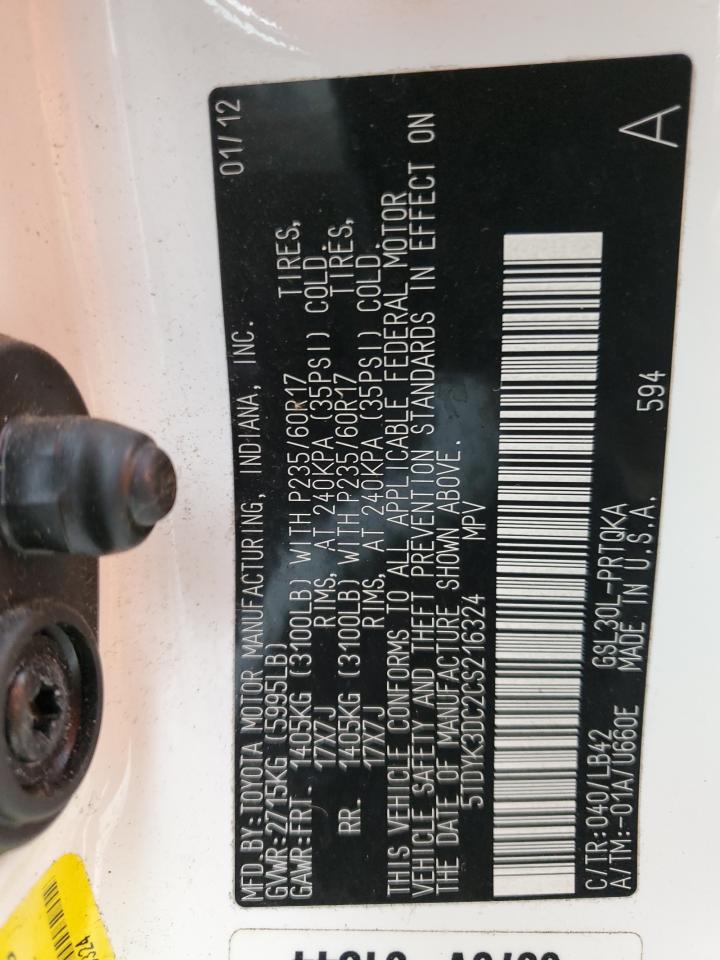 MFD.BY:TOYOTA MOTOR MANUFACTURING, INDIANA, INC. 01/12
GVWR:2715KG (5995LB)
GAWR:FRT. 1405KG (3100LB) WITH P235/60R17 TIRES,
17X7J RIMS, AT 240KPA (35PSI) COLD.
RR. 1405KG (3100LB) WITH P235/60R17 TIRES,
17X7J RIMS, AT 240KPA (35PSI) COLD.
THIS VEHICLE CONFORMS TO ALL APPLICABLE FEDERAL MOTOR
VEHICLE SAFETY AND THEFT PREVENTION STANDARDS IN EFFECT ON
THE DATE OF MANUFACTURE SHOWN ABOVE.
5TDYK3DC2CS216324 MPV
C/TR:040/LB42 GSL30L-PRTQKA
A/TM:-01A/U660E MADE IN U.S.A. 594 A